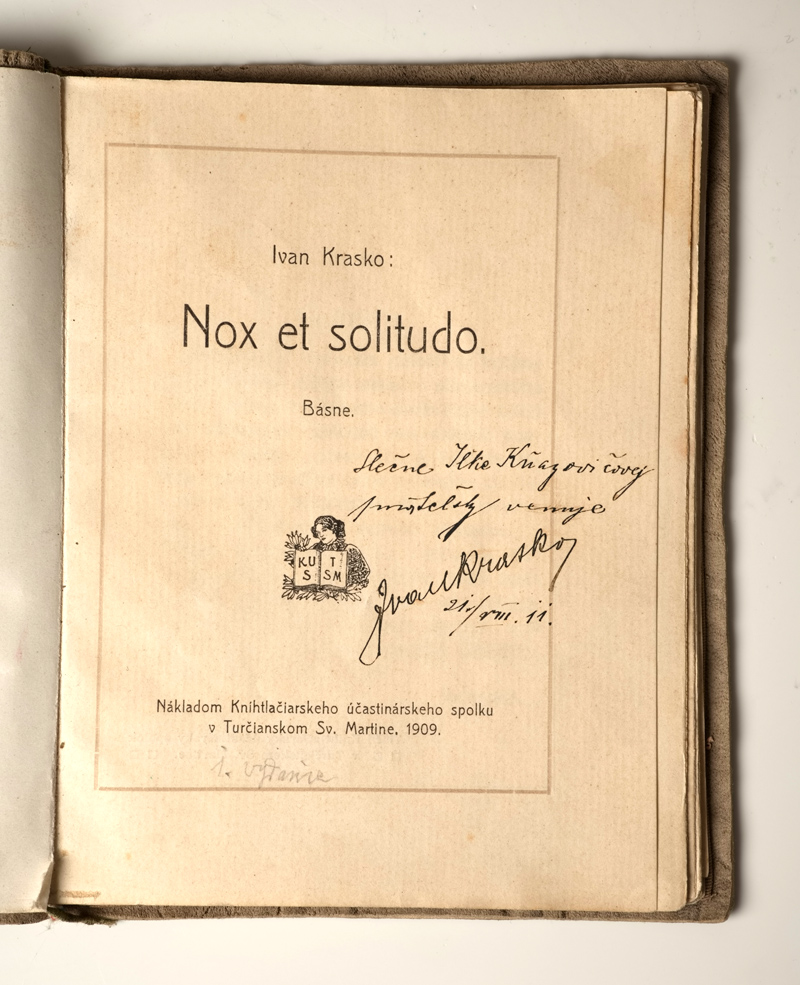 Ivan Krasko:
Nox et solitudo.
Básne.
Slečne Ilke Kňazovičovej
priateľsky venuje
Ivan Krasko
21./VIII. 11.
KU T
S SM
Nákladom Kníhtlačiarskeho účastinárskeho spolku
v Turčianskom Sv. Martine, 1909.
1. vydanie